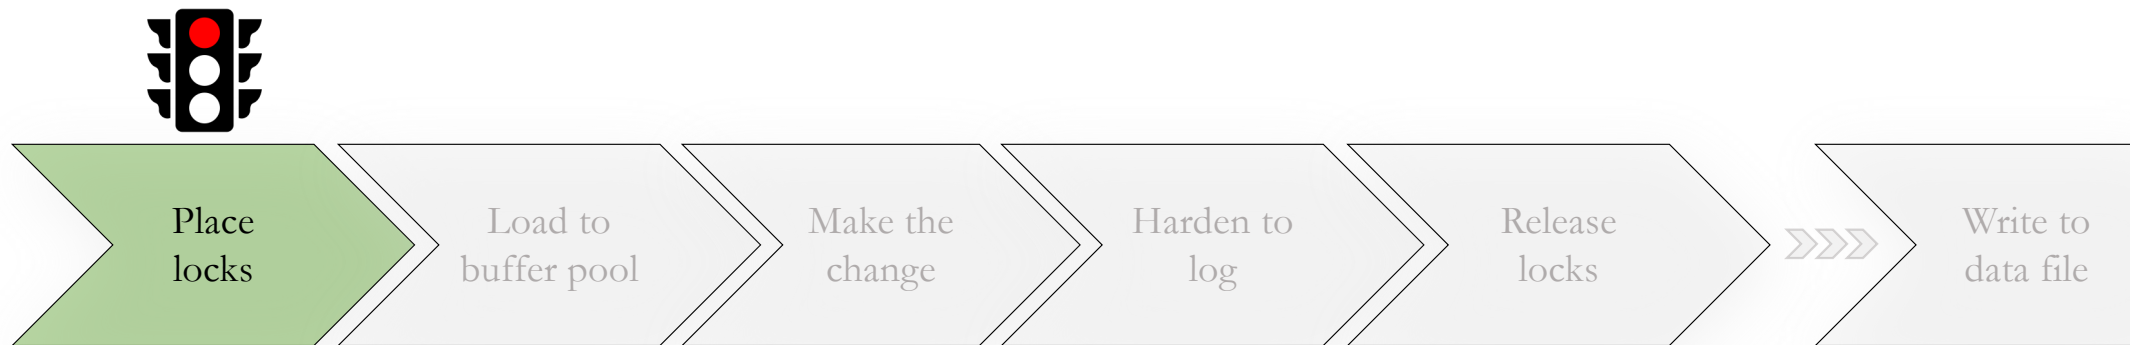 Place
locks
Load to
buffer pool
Make the
change
Harden to
log
Release
locks
Write to
data file